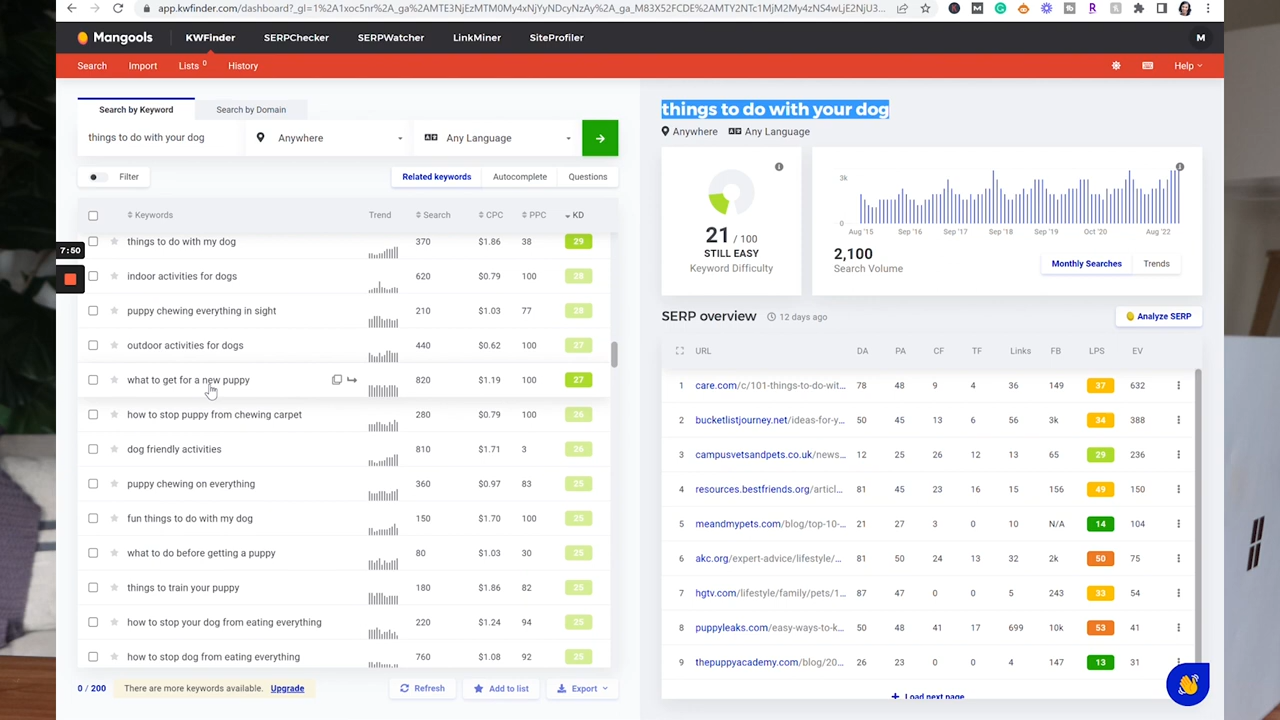 app.kwfinder.com/dashboard?_gl=1%2A1xoc5nr%2A_ga%2AMTE3NjEzMTM0My4xNjYyNDcyNzAy%2A_ga_M83X52FCDE%2AMTY2NTc1MjM2My4zNS4wLjE2NjU3...
Mangools KWFinder SERPChecker SERPWatcher LinkMiner SiteProfiler M
Search Import Lists 0 History Help
Search by Keyword Search by Domain
things to do with your dog Anywhere Any Language
Filter Related keywords Autocomplete Questions
Keywords Trend Search CPC PPC KD
things to do with my dog 370 $1.86 38 29
7:50
indoor activities for dogs 620 $0.79 100 28
puppy chewing everything in sight 210 $1.03 77 28
outdoor activities for dogs 440 $0.62 100 27
what to get for a new puppy 820 $1.19 100 27
how to stop puppy from chewing carpet 280 $0.79 100 26
dog friendly activities 810 $1.71 3 26
puppy chewing on everything 360 $0.97 83 25
fun things to do with my dog 150 $1.70 100 25
what to do before getting a puppy 80 $1.03 30 25
things to train your puppy 180 $1.86 82 25
how to stop your dog from eating everything 220 $1.24 94 25
how to stop dog from eating everything 760 $1.08 92 25
0 / 200 There are more keywords available. Upgrade Refresh Add to list Export
things to do with your dog
Anywhere Any Language
21 / 100
STILL EASY
Keyword Difficulty
3k
0
Aug '15 Sep '16 Sep '17 Sep '18 Sep '19 Oct '20 Aug '22
2,100
Search Volume
Monthly Searches Trends
SERP overview 12 days ago Analyze SERP
URL DA PA CF TF Links FB LPS EV
1 care.com/c/101-things-to-do-wit... 78 48 9 4 36 149 37 632
2 bucketlistjourney.net/ideas-for-y... 50 45 13 6 56 3k 34 388
3 campusvetsandpets.co.uk/news... 12 25 26 12 13 65 29 236
4 resources.bestfriends.org/articl... 81 45 23 16 15 156 49 150
5 meandmypets.com/blog/top-10-... 21 27 3 0 10 N/A 14 104
6 akc.org/expert-advice/lifestyle/... 81 50 24 13 32 2k 50 75
7 hgtv.com/lifestyle/family/pets/1... 87 47 0 0 5 243 33 54
8 puppyleaks.com/easy-ways-to-k... 50 48 41 17 699 10k 53 41
9 thepuppyacademy.com/blog/20... 26 23 0 0 4 147 13 31
Load next page